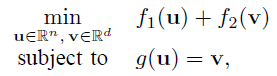 min f₁(𝐮) + f₂(𝐯)
𝐮∈ℝⁿ, 𝐯∈ℝᵈ
subject to g(𝐮) = 𝐯,